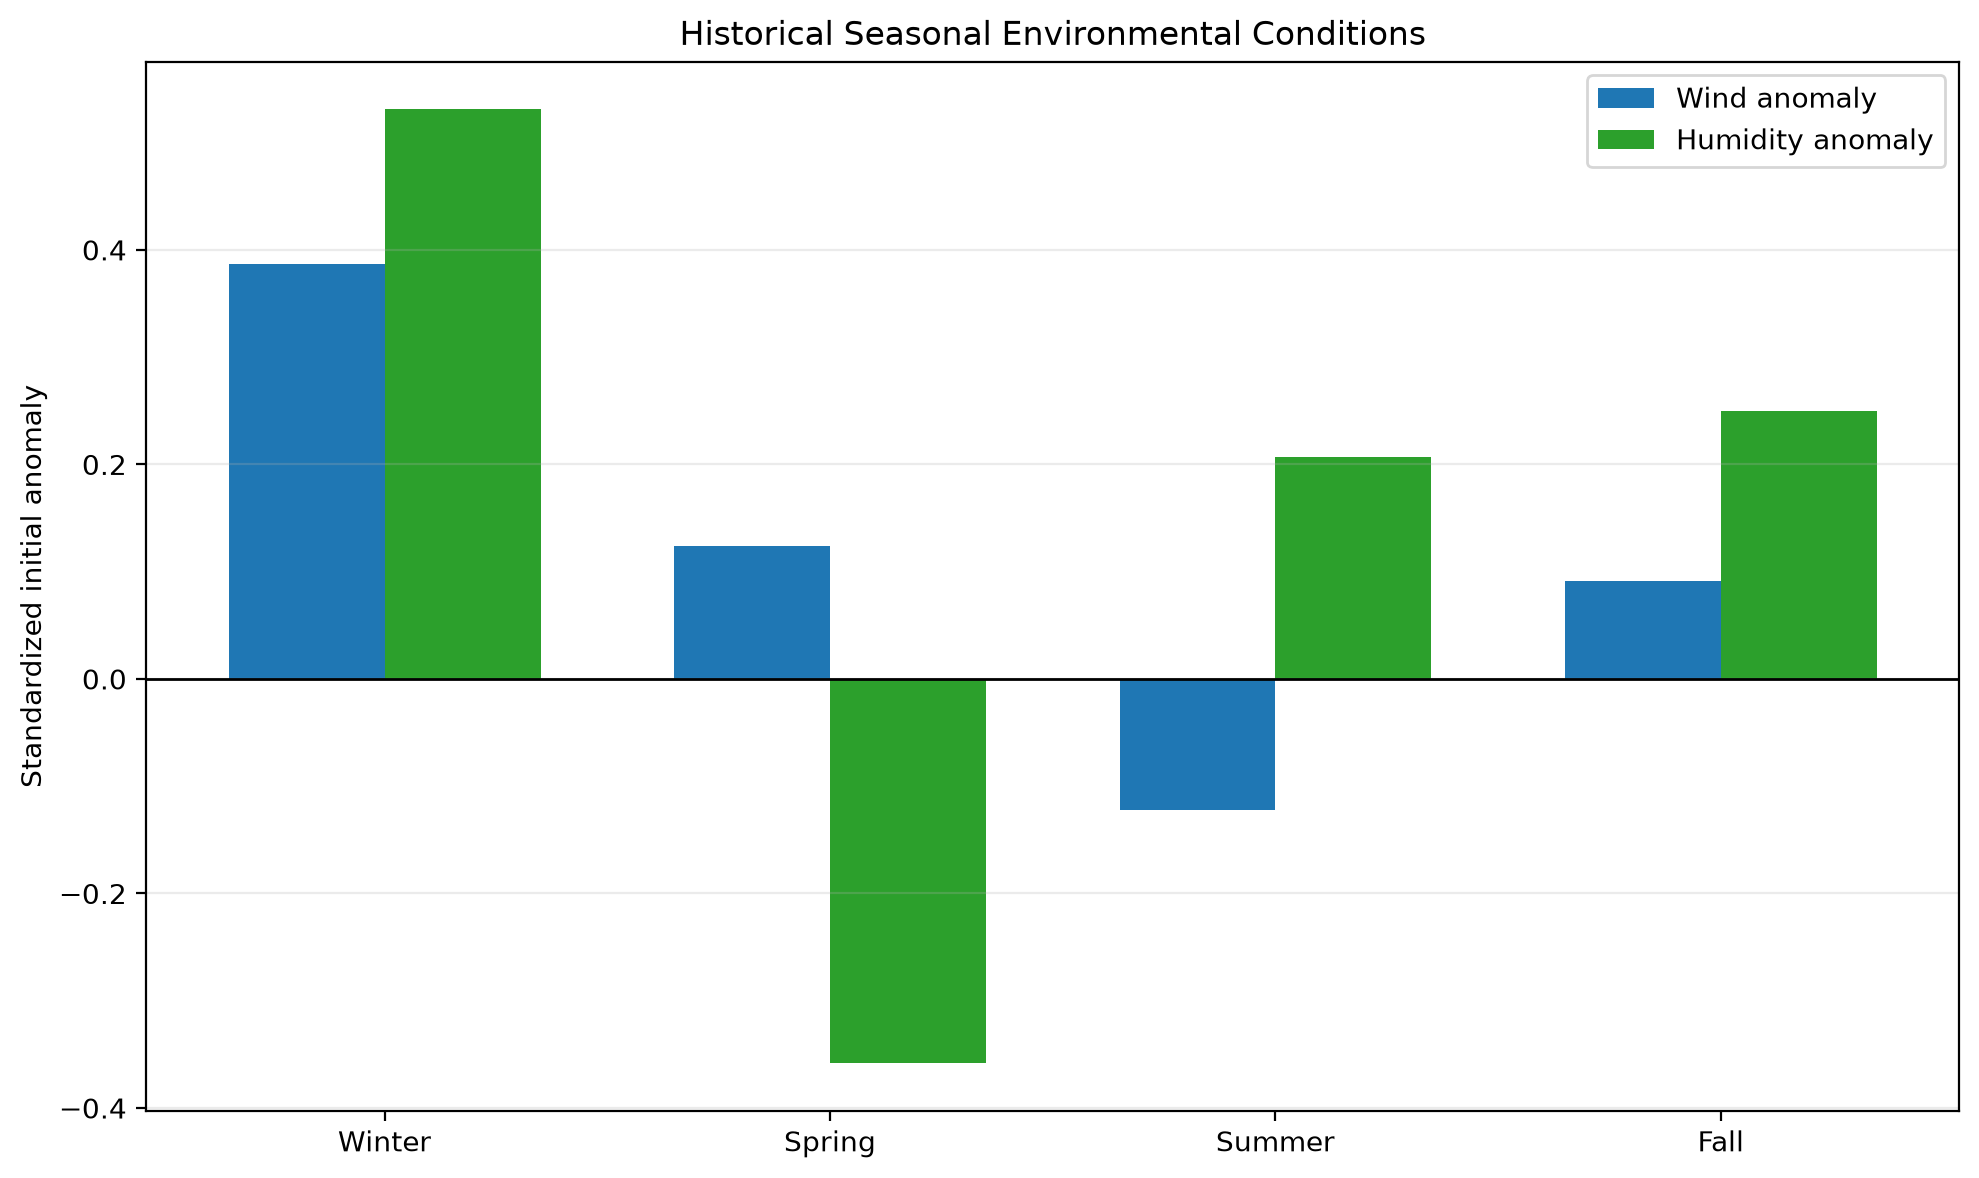 Historical Seasonal Environmental Conditions
Wind anomaly
Humidity anomaly
Standardized initial anomaly
0.4
0.2
0.0
−0.2
−0.4
Winter Spring Summer Fall